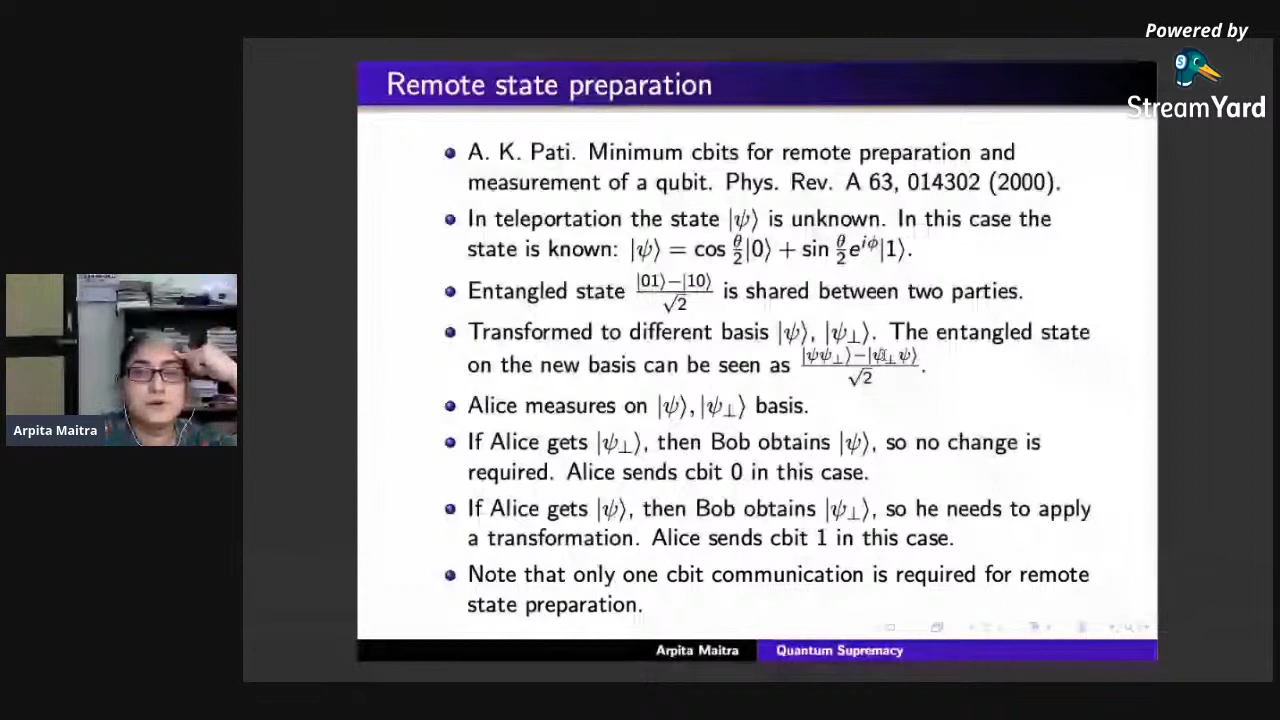 Powered by
StreamYard
Remote state preparation
A. K. Pati. Minimum cbits for remote preparation and
measurement of a qubit. Phys. Rev. A 63, 014302 (2000).
In teleportation the state |ψ⟩ is unknown. In this case the
state is known: |ψ⟩ = cos θ/2|0⟩ + sin θ/2 e^{iφ}|1⟩.
Entangled state (|01⟩−|10⟩)/√2 is shared between two parties.
Transformed to different basis |ψ⟩, |ψ⊥⟩. The entangled state
on the new basis can be seen as (|ψψ⊥⟩−|ψ⊥ψ⟩)/√2.
Alice measures on |ψ⟩, |ψ⊥⟩ basis.
If Alice gets |ψ⊥⟩, then Bob obtains |ψ⟩, so no change is
required. Alice sends cbit 0 in this case.
If Alice gets |ψ⟩, then Bob obtains |ψ⊥⟩, so he needs to apply
a transformation. Alice sends cbit 1 in this case.
Note that only one cbit communication is required for remote
state preparation.
Arpita Maitra
Arpita Maitra Quantum Supremacy